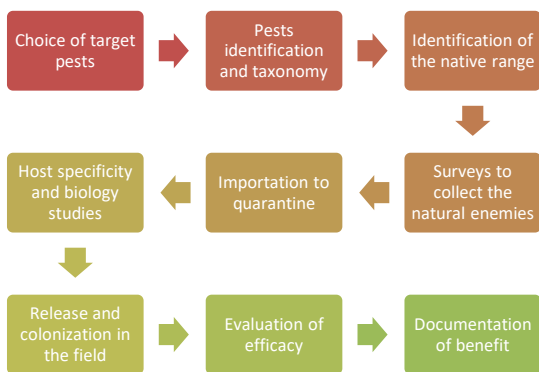 Choice of target
pests
Pests
identification
and taxonomy
Identification of
the native range
Surveys to
collect the
natural enemies
Importation to
quarantine
Host specificity
and biology
studies
Release and
colonization in
the field
Evaluation of
efficacy
Documentation
of benefit